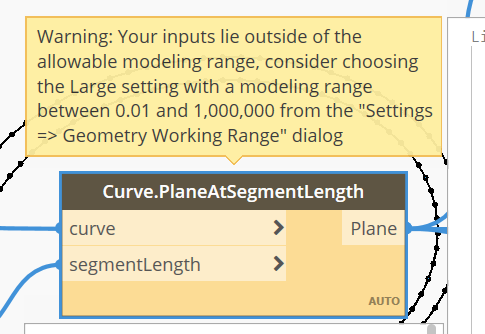 Warning: Your inputs lie outside of the
allowable modeling range, consider choosing
the Large setting with a modeling range
between 0.01 and 1,000,000 from the "Settings
=> Geometry Working Range" dialog
Li
Curve.PlaneAtSegmentLength
curve
Plane
segmentLength
AUTO